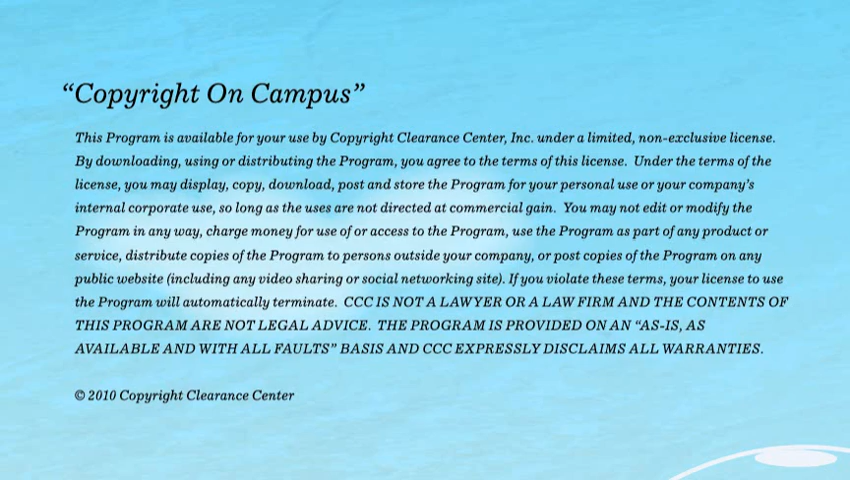 “Copyright On Campus”
This Program is available for your use by Copyright Clearance Center, Inc. under a limited, non-exclusive license.
By downloading, using or distributing the Program, you agree to the terms of this license.  Under the terms of the
license, you may display, copy, download, post and store the Program for your personal use or your company’s
internal corporate use, so long as the uses are not directed at commercial gain.  You may not edit or modify the
Program in any way, charge money for use of or access to the Program, use the Program as part of any product or
service, distribute copies of the Program to persons outside your company, or post copies of the Program on any
public website (including any video sharing or social networking site). If you violate these terms, your license to use
the Program will automatically terminate.  CCC IS NOT A LAWYER OR A LAW FIRM AND THE CONTENTS OF
THIS PROGRAM ARE NOT LEGAL ADVICE.  THE PROGRAM IS PROVIDED ON AN “AS-IS, AS
AVAILABLE AND WITH ALL FAULTS” BASIS AND CCC EXPRESSLY DISCLAIMS ALL WARRANTIES.
© 2010 Copyright Clearance Center